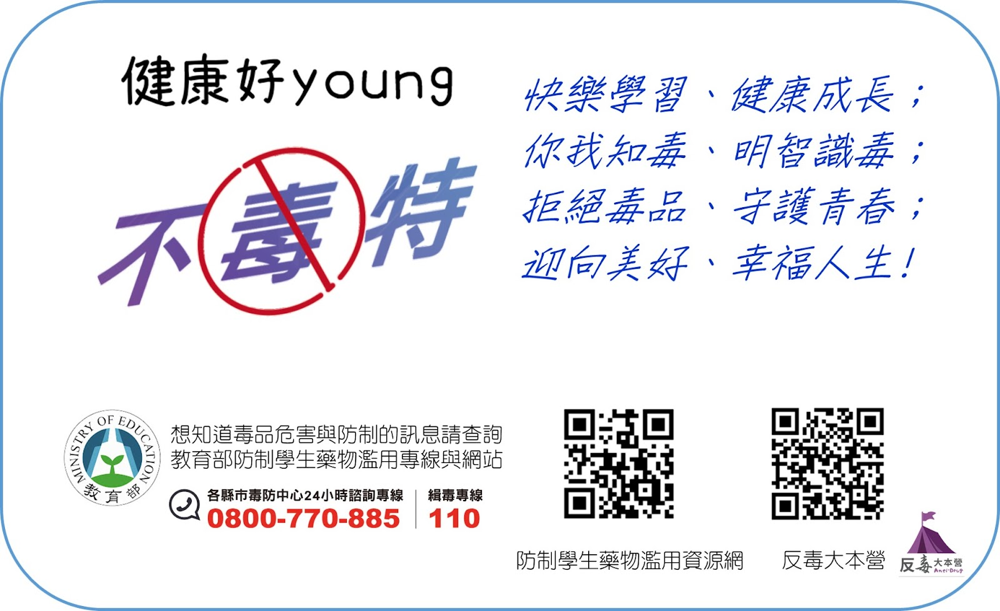 健康好young
不毒特
快樂學習、健康成長；
你我知毒、明智識毒；
拒絕毒品、守護青春；
迎向美好、幸福人生!
MINISTRY OF EDUCATION
教育部
想知道毒品危害與防制的訊息請查詢
教育部防制學生藥物濫用專線與網站
各縣市毒防中心24小時諮詢專線
0800-770-885
緝毒專線
110
防制學生藥物濫用資源網
反毒大本營
反毒大本營
Anti-Drug